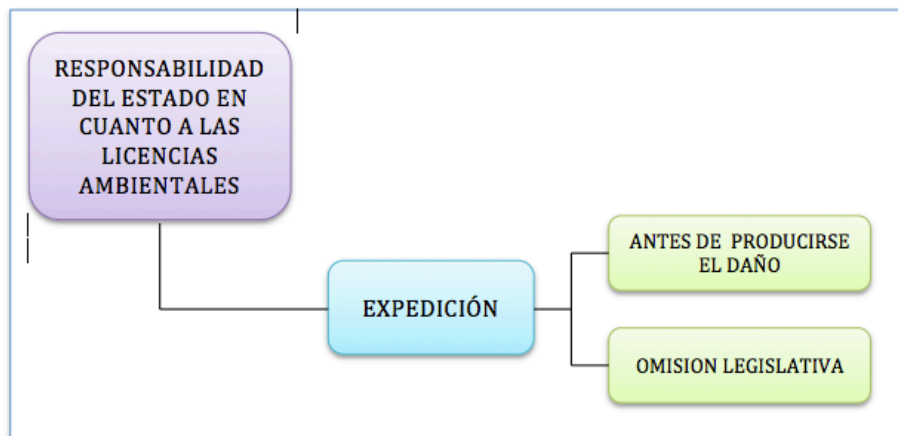 RESPONSABILIDAD
DEL ESTADO EN
CUANTO A LAS
LICENCIAS
AMBIENTALES
EXPEDICIÓN
ANTES DE PRODUCIRSE
EL DAÑO
OMISION LEGISLATIVA